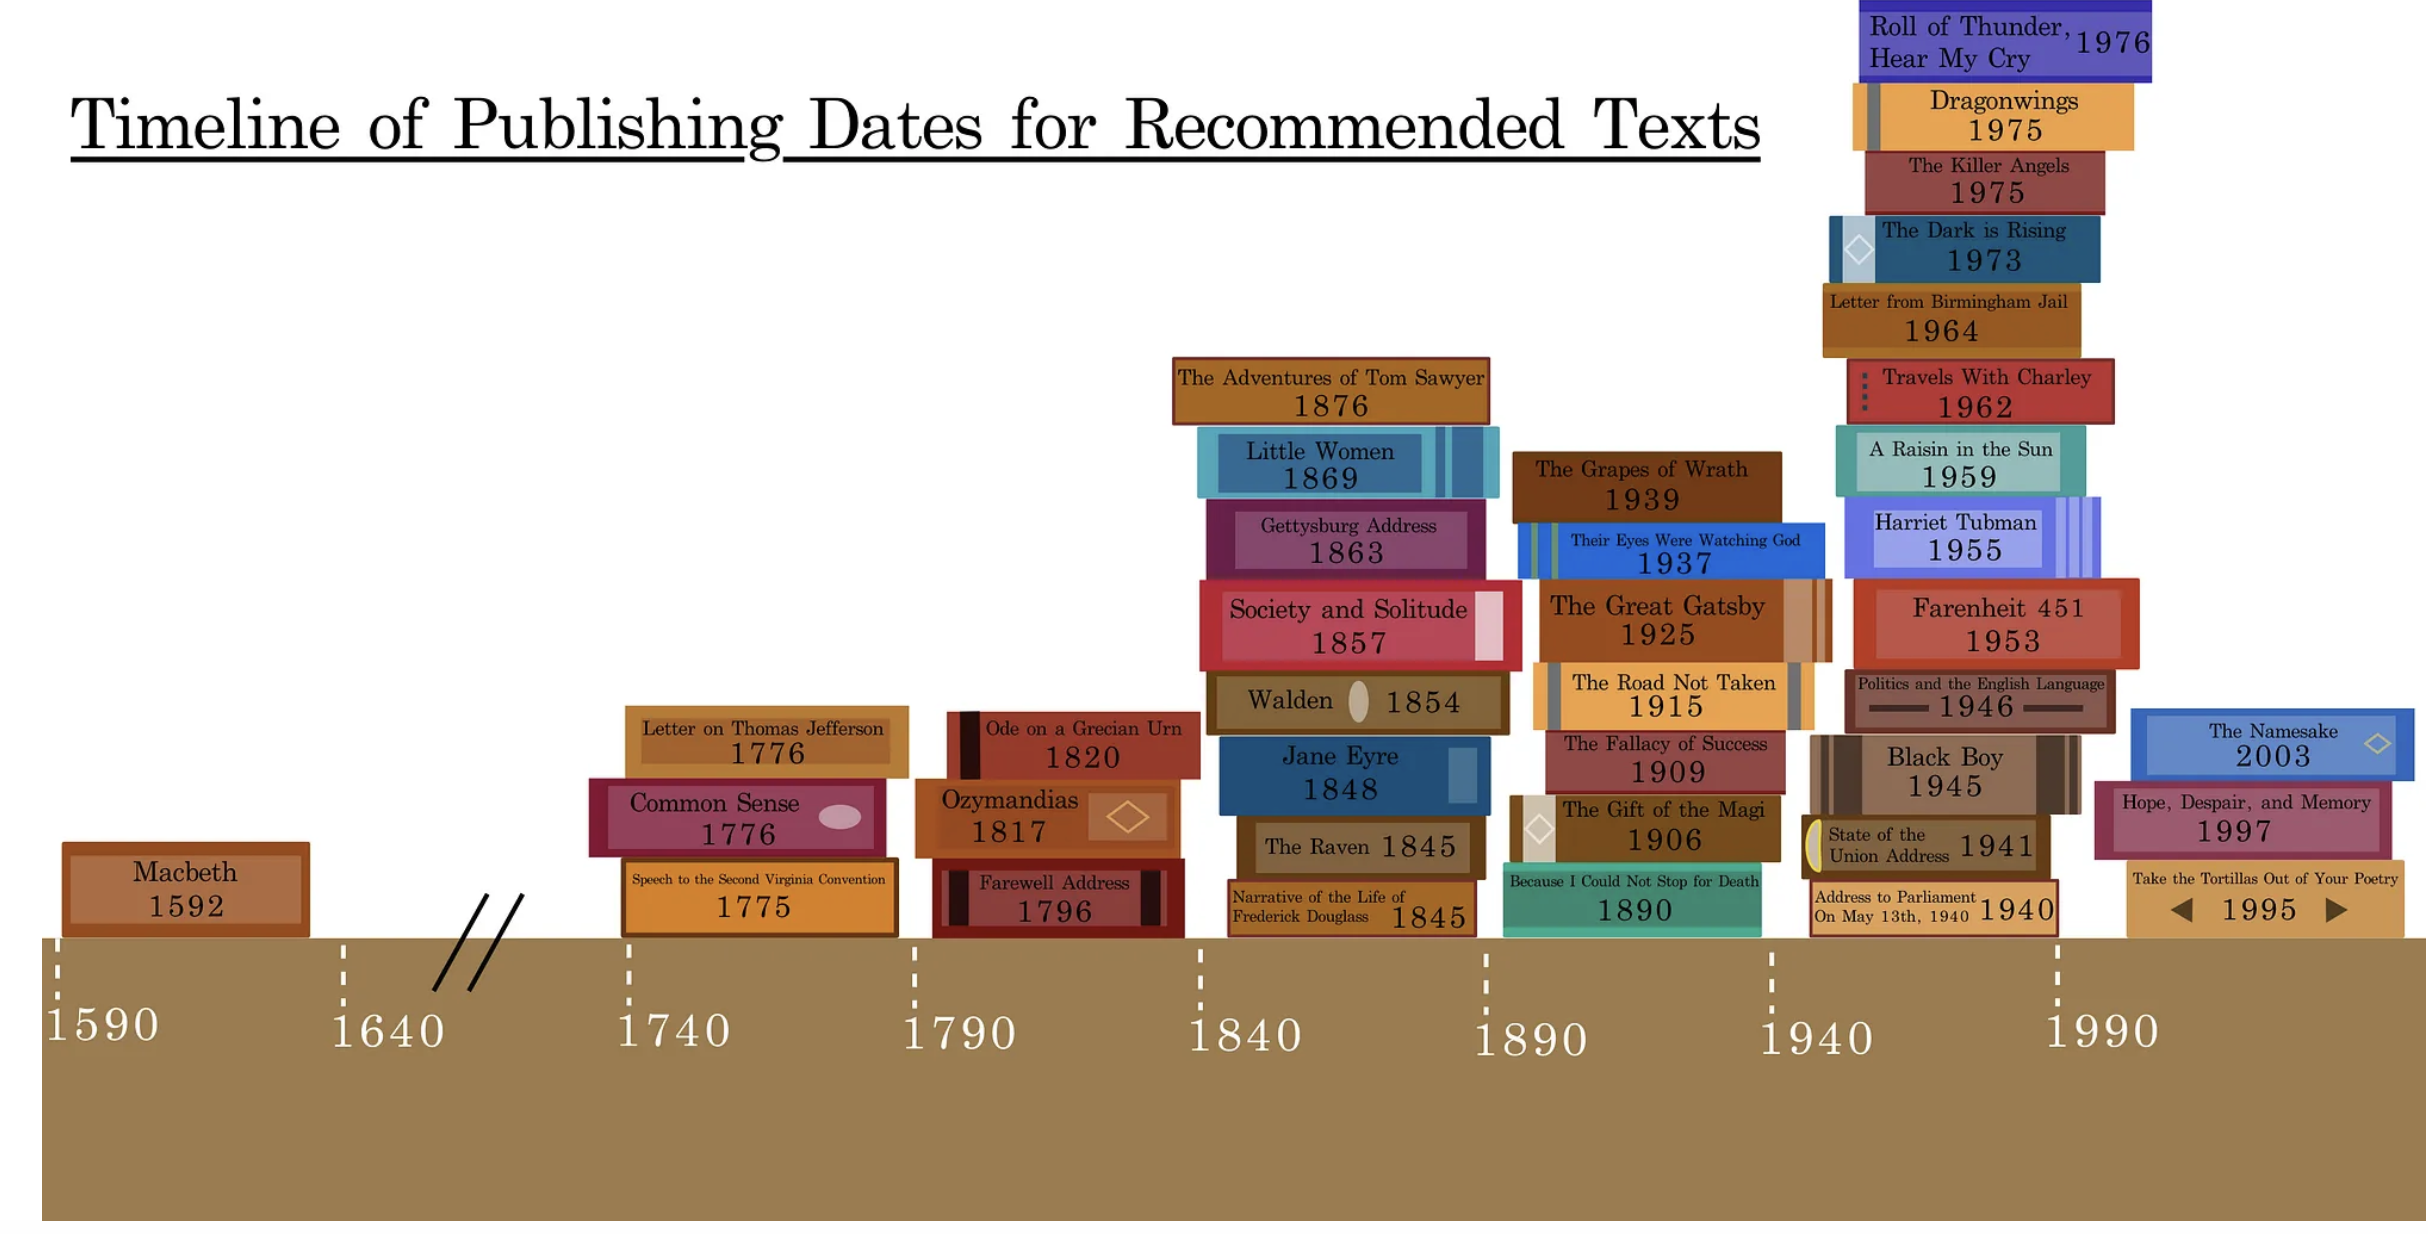 Timeline of Publishing Dates for Recommended Texts
Macbeth
1592
Letter on Thomas Jefferson
1776
Common Sense
1776
Speech to the Second Virginia Convention
1775
Ode on a Grecian Urn
1820
Ozymandias
1817
Farewell Address
1796
The Adventures of Tom Sawyer
1876
Little Women
1869
Gettysburg Address
1863
Society and Solitude
1857
Walden 1854
Jane Eyre
1848
The Raven 1845
Narrative of the Life of
Frederick Douglass 1845
The Grapes of Wrath
1939
Their Eyes Were Watching God
1937
The Great Gatsby
1925
The Road Not Taken
1915
The Fallacy of Success
1909
The Gift of the Magi
1906
Because I Could Not Stop for Death
1890
Roll of Thunder,
Hear My Cry 1976
Dragonwings
1975
The Killer Angels
1975
The Dark is Rising
1973
Letter from Birmingham Jail
1964
Travels With Charley
1962
A Raisin in the Sun
1959
Harriet Tubman
1955
Farenheit 451
1953
Politics and the English Language
1946
Black Boy
1945
State of the
Union Address 1941
Address to Parliament
On May 13th, 1940 1940
The Namesake
2003
Hope, Despair, and Memory
1997
Take the Tortillas Out of Your Poetry
1995
1590 1640 1740 1790 1840 1890 1940 1990